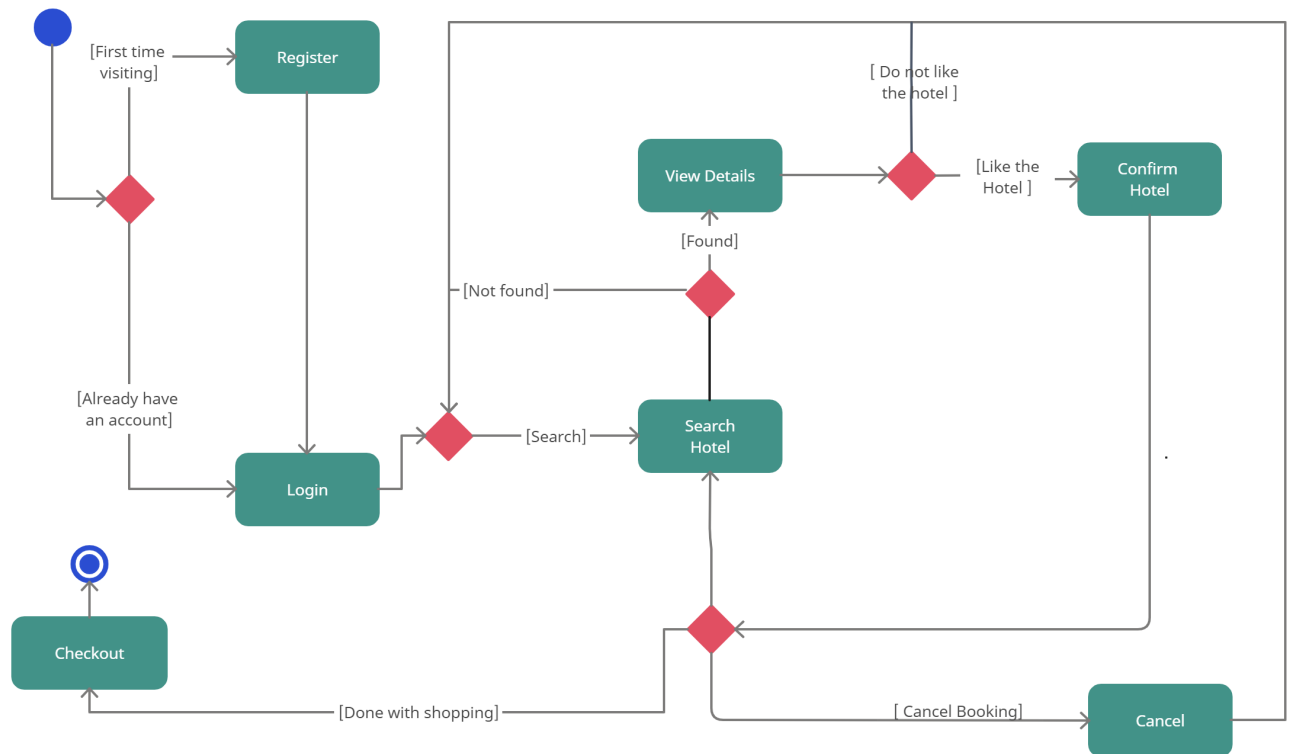 [First time
visiting]
Register
[ Do not like
the hotel ]
View Details
[Like the
Hotel ]
Confirm
Hotel
[Found]
[Not found]
[Already have
an account]
Search
Hotel
[Search]
Login
Checkout
[Done with shopping]
[ Cancel Booking]
Cancel